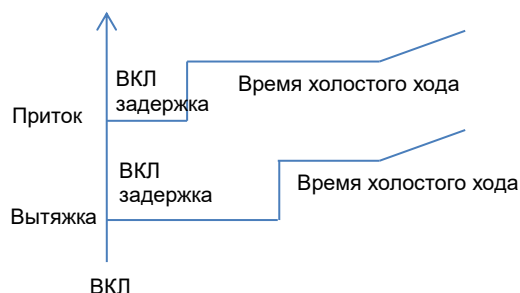 ВКЛ
задержка
Время холостого хода
Приток
ВКЛ
задержка
Время холостого хода
Вытяжка
ВКЛ